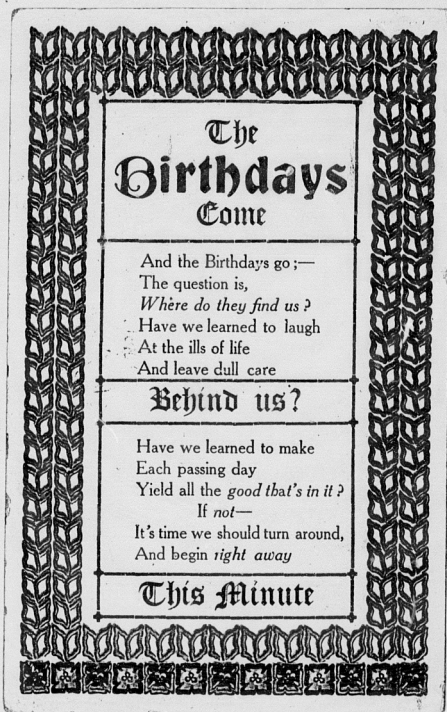 The
Birthdays
Come
And the Birthdays go;—
The question is,
Where do they find us?
Have we learned to laugh
At the ills of life
And leave dull care
Behind us?
Have we learned to make
Each passing day
Yield all the good that's in it?
If not—
It's time we should turn around,
And begin right away
This Minute